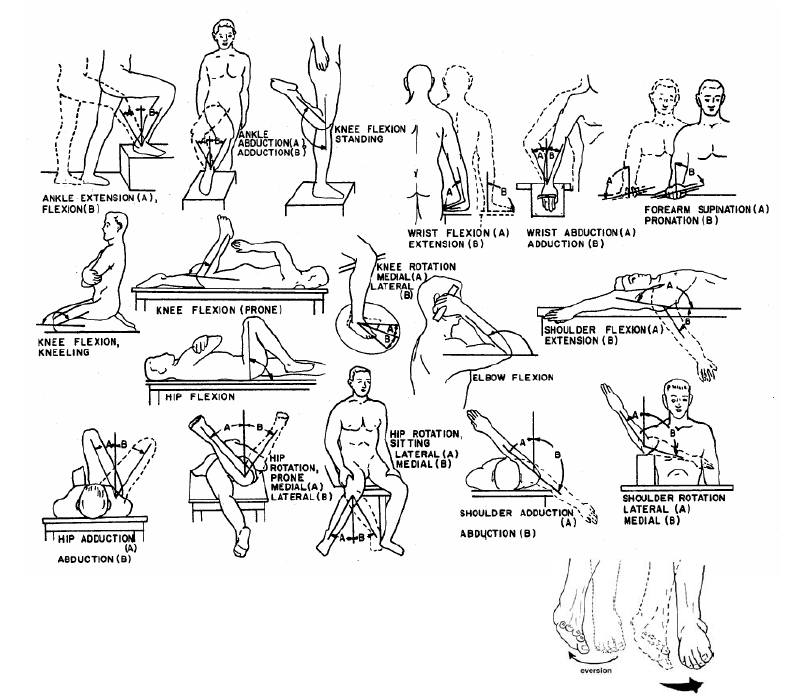 ANKLE EXTENSION (A),
FLEXION (B)
ANKLE
ABDUCTION (A),
ADDUCTION (B)
KNEE FLEXION
STANDING
WRIST FLEXION (A)
EXTENSION (B)
WRIST ABDUCTION (A)
ADDUCTION (B)
FOREARM SUPINATION (A)
PRONATION (B)
KNEE FLEXION,
KNEELING
KNEE FLEXION (PRONE)
HIP FLEXION
KNEE ROTATION
MEDIAL (A)
LATERAL
(B)
ELBOW FLEXION
SHOULDER FLEXION (A)
EXTENSION (B)
HIP ADDUCTION
(A)
ABDUCTION (B)
HIP
ROTATION,
PRONE
MEDIAL (A)
LATERAL (B)
HIP ROTATION,
SITTING
LATERAL (A)
MEDIAL (B)
SHOULDER ADDUCTION
(A)
ABDUCTION (B)
SHOULDER ROTATION
LATERAL (A)
MEDIAL (B)
eversion
A B
A B
A
B
A B
B
A
B
A
B
A B
A B
A B
A
B
A
B